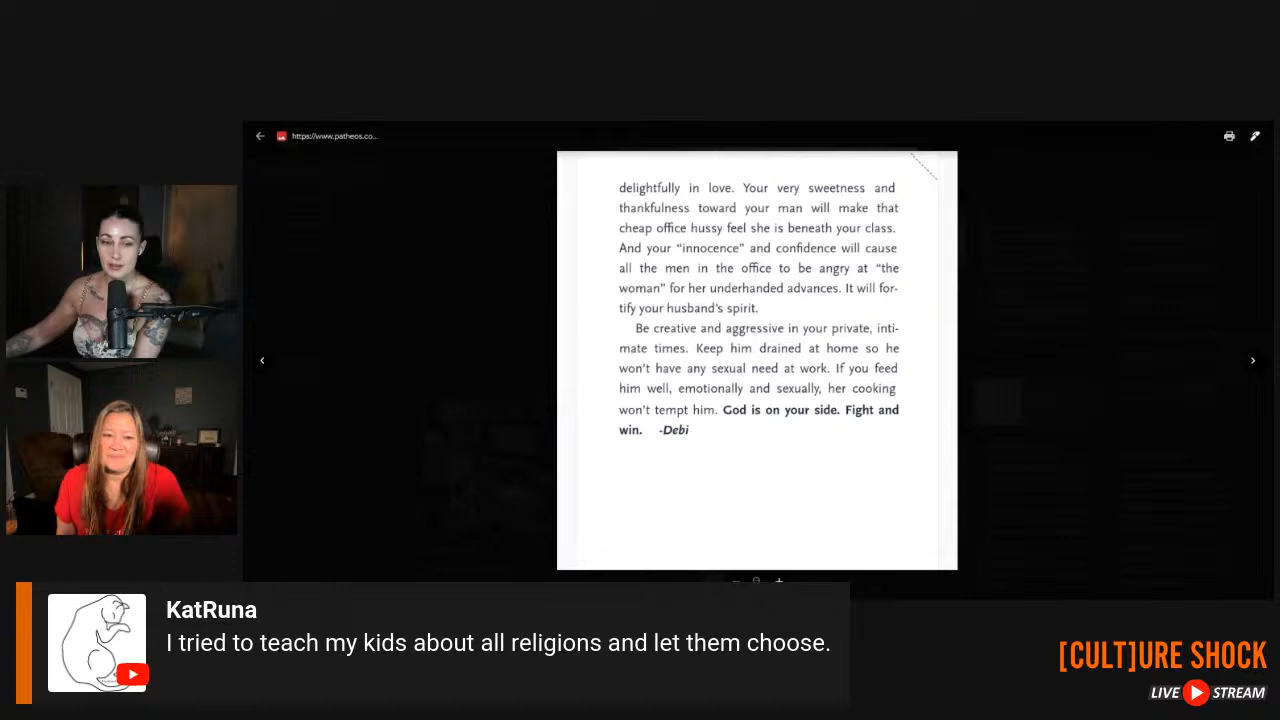 https://www.patheos.co...
delightfully in love. Your very sweetness and
thankfulness toward your man will make that
cheap office hussy feel she is beneath your class.
And your “innocence” and confidence will cause
all the men in the office to be angry at “the
woman” for her underhanded advances. It will for-
tify your husband's spirit.
Be creative and aggressive in your private, inti-
mate times. Keep him drained at home so he
won't have any sexual need at work. If you feed
him well, emotionally and sexually, her cooking
won't tempt him. God is on your side. Fight and
win. -Debi
KatRuna
I tried to teach my kids about all religions and let them choose.
[CULT]URE SHOCK
LIVE STREAM